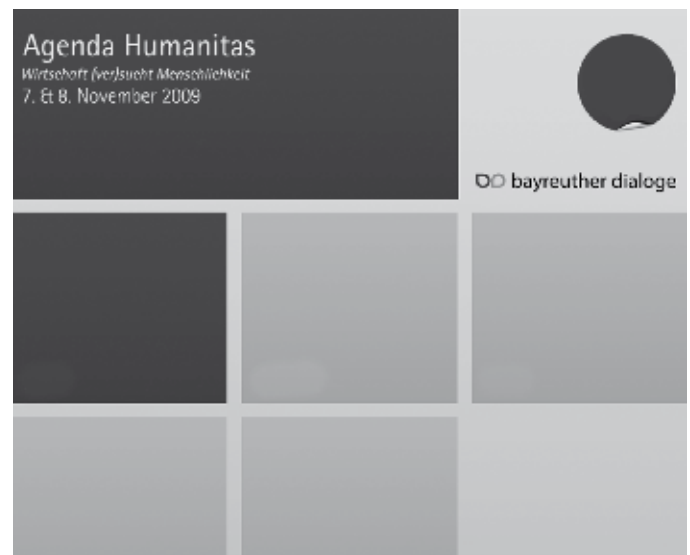 Agenda Humanitas
Wirtschaft (ver)sucht Menschlichkeit
7. & 8. November 2009
bayreuther dialoge